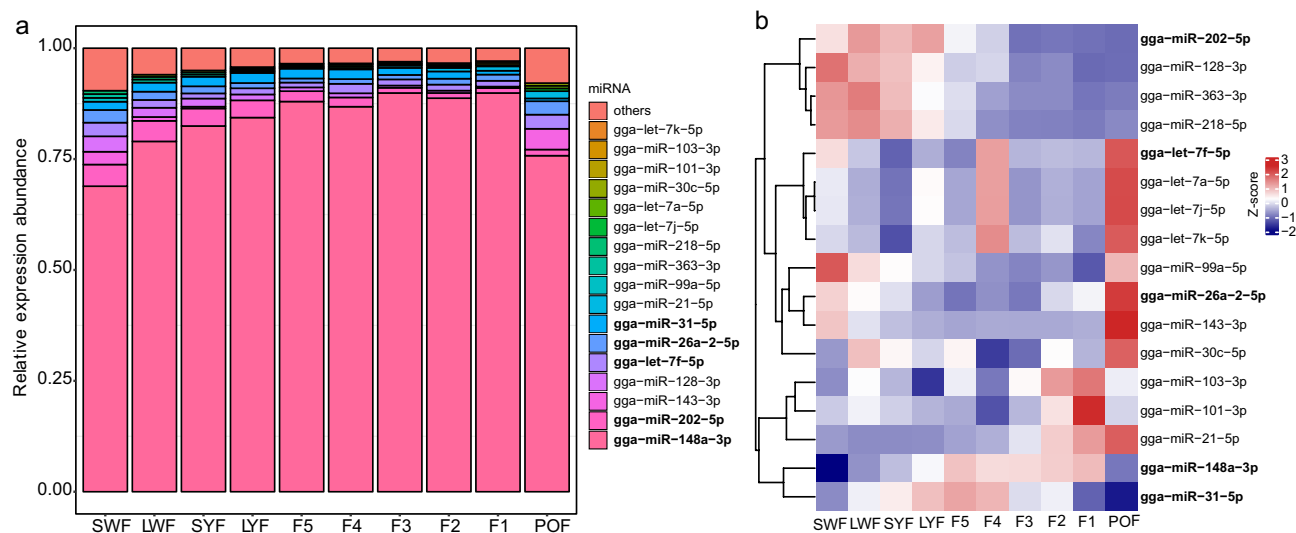 a
Relative expression abundance
1.00
0.75
0.50
0.25
0.00
SWF LWF SYF LYF F5 F4 F3 F2 F1 POF
miRNA
others
gga−let−7k−5p
gga−miR−103−3p
gga−miR−101−3p
gga−miR−30c−5p
gga−let−7a−5p
gga−let−7j−5p
gga−miR−218−5p
gga−miR−363−3p
gga−miR−99a−5p
gga−miR−21−5p
gga−miR−31−5p
gga−miR−26a−2−5p
gga−let−7f−5p
gga−miR−128−3p
gga−miR−143−3p
gga−miR−202−5p
gga−miR−148a−3p
b
gga−miR−202−5p
gga−miR−128−3p
gga−miR−363−3p
gga−miR−218−5p
gga−let−7f−5p
gga−let−7a−5p
gga−let−7j−5p
gga−let−7k−5p
gga−miR−99a−5p
gga−miR−26a−2−5p
gga−miR−143−3p
gga−miR−30c−5p
gga−miR−103−3p
gga−miR−101−3p
gga−miR−21−5p
gga−miR−148a−3p
gga−miR−31−5p
SWF LWF SYF LYF F5 F4 F3 F2 F1 POF
Z−score
3
2
1
0
−1
−2